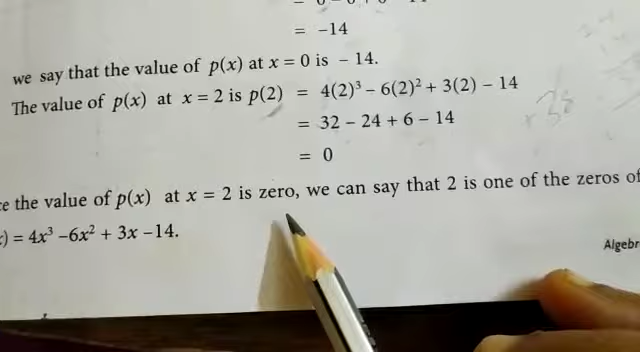 = −14
we say that the value of p(x) at x = 0 is − 14.
The value of p(x) at x = 2 is p(2) = 4(2)³ − 6(2)² + 3(2) − 14
= 32 − 24 + 6 − 14
= 0
the value of p(x) at x = 2 is zero, we can say that 2 is one of the zeros of
) = 4x³ −6x² + 3x −14.
Algebr